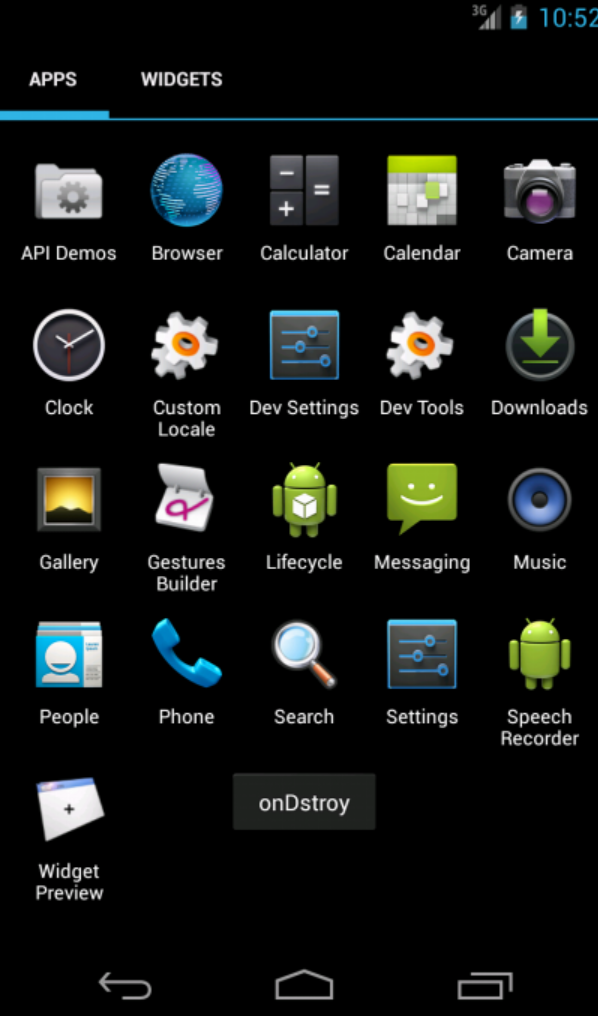 3G 10:52
APPS WIDGETS
API Demos Browser Calculator Calendar Camera
Clock Custom Locale Dev Settings Dev Tools Downloads
Gallery Gestures Builder Lifecycle Messaging Music
People Phone Search Settings Speech Recorder
onDstroy
Widget
Preview